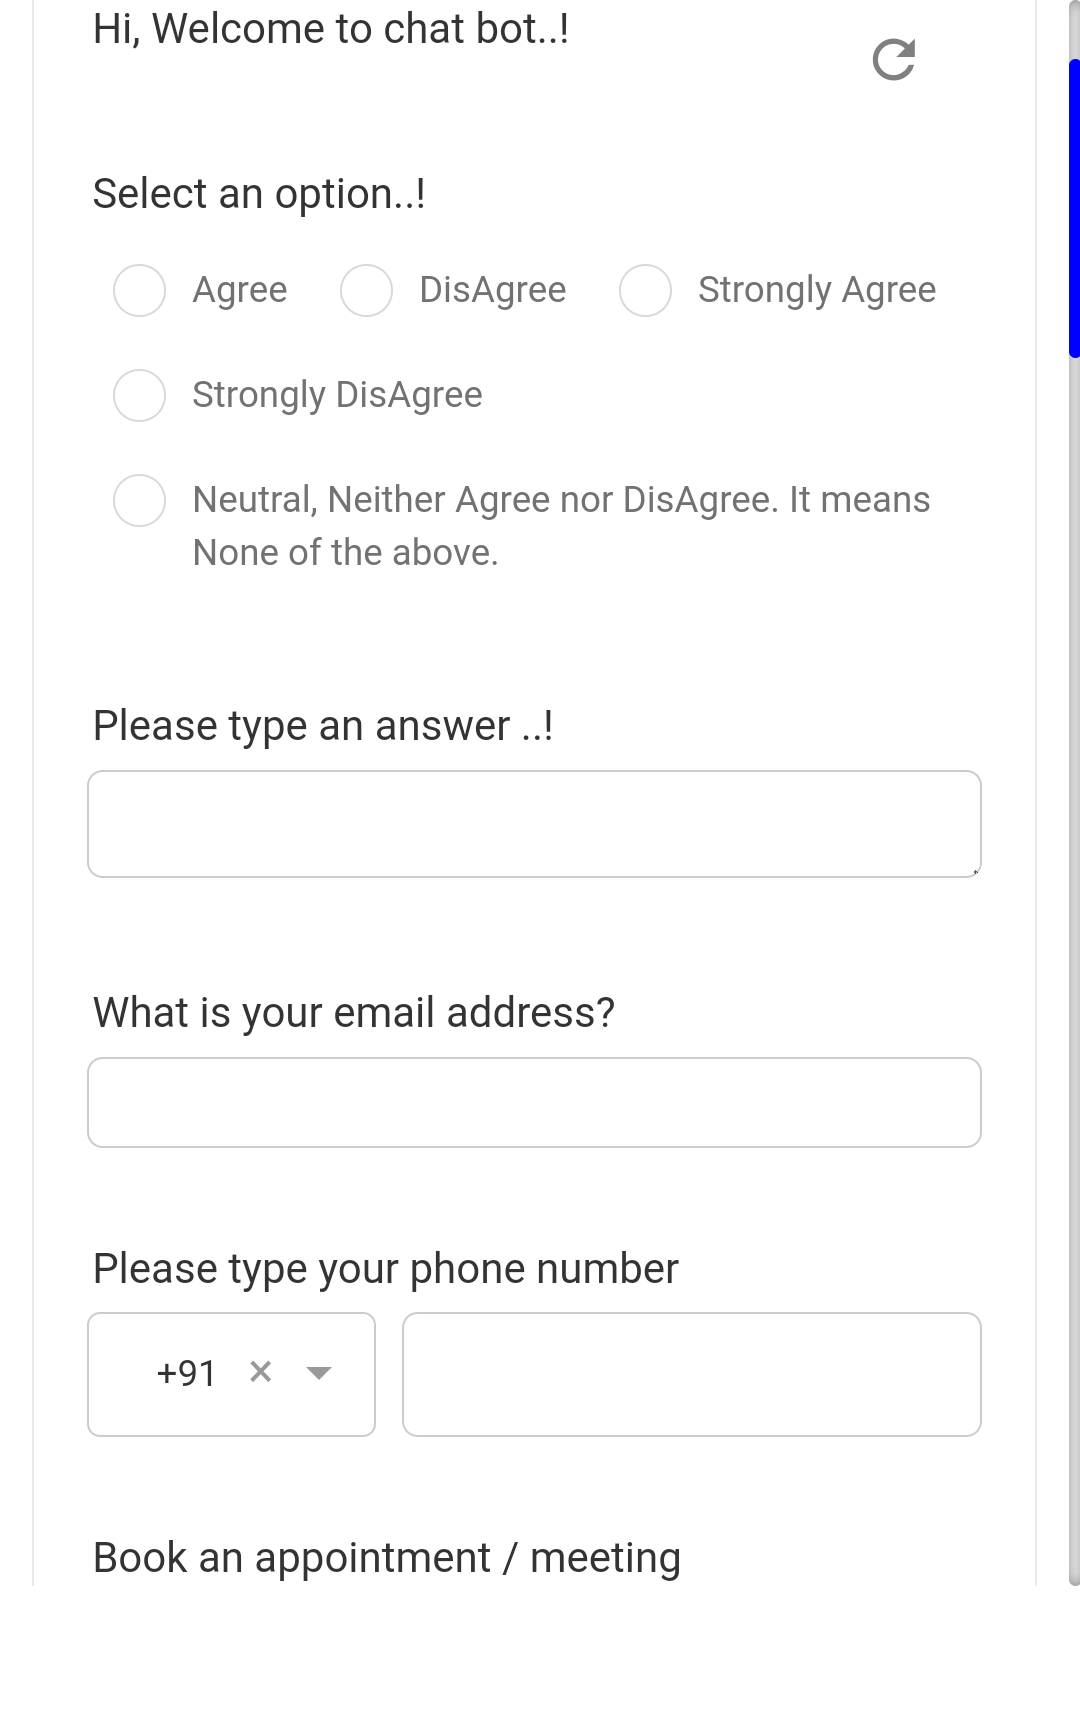 Hi, Welcome to chat bot..!
Select an option..!
Agree DisAgree Strongly Agree
Strongly DisAgree
Neutral, Neither Agree nor DisAgree. It means
None of the above.
Please type an answer ..!
What is your email address?
Please type your phone number
+91
Book an appointment / meeting